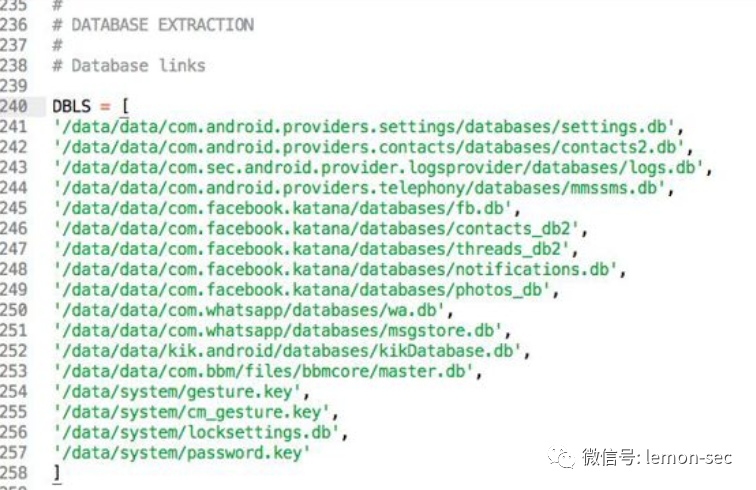 235 #
236 # DATABASE EXTRACTION
237 #
238 # Database links
239
240 DBLS = [
241 '/data/data/com.android.providers.settings/databases/settings.db',
242 '/data/data/com.android.providers.contacts/databases/contacts2.db',
243 '/data/data/com.sec.android.provider.logsprovider/databases/logs.db',
244 '/data/data/com.android.providers.telephony/databases/mmssms.db',
245 '/data/data/com.facebook.katana/databases/fb.db',
246 '/data/data/com.facebook.katana/databases/contacts_db2',
247 '/data/data/com.facebook.katana/databases/threads_db2',
248 '/data/data/com.facebook.katana/databases/notifications.db',
249 '/data/data/com.facebook.katana/databases/photos_db',
250 '/data/data/com.whatsapp/databases/wa.db',
251 '/data/data/com.whatsapp/databases/msgstore.db',
252 '/data/data/kik.android/databases/kikDatabase.db',
253 '/data/data/com.bbm/files/bbmcore/master.db',
254 '/data/system/gesture.key',
255 '/data/system/cm_gesture.key',
256 '/data/system/locksettings.db',
257 '/data/system/password.key'
258 ]
微信号: lemon-sec